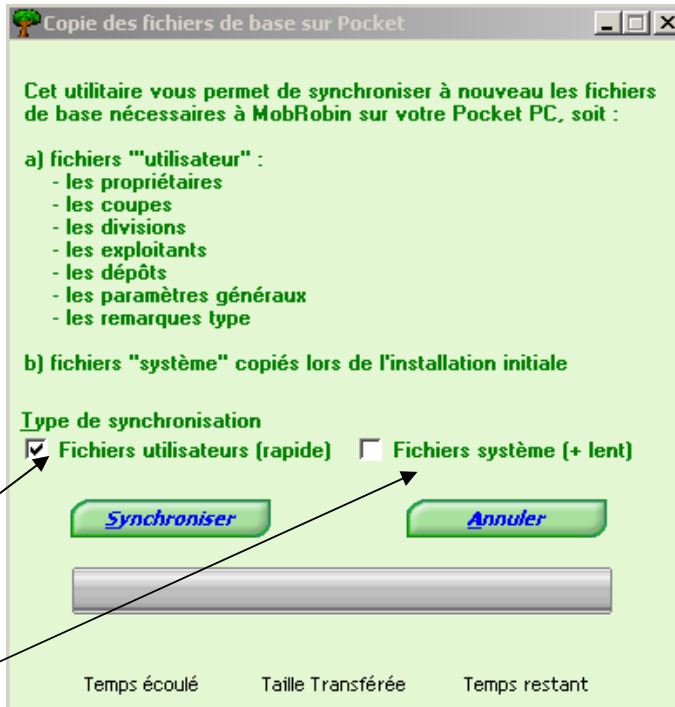 Copie des fichiers de base sur Pocket
Cet utilitaire vous permet de synchroniser à nouveau les fichiers
de base nécessaires à MobRobin sur votre Pocket PC, soit :
a) fichiers '"utilisateur" :
- les propriétaires
- les coupes
- les divisions
- les exploitants
- les dépôts
- les paramètres généraux
- les remarques type
b) fichiers "système" copiés lors de l'installation initiale
Type de synchronisation
Fichiers utilisateurs (rapide) Fichiers système (+ lent)
Synchroniser Annuler
Temps écoulé Taille Transférée Temps restant